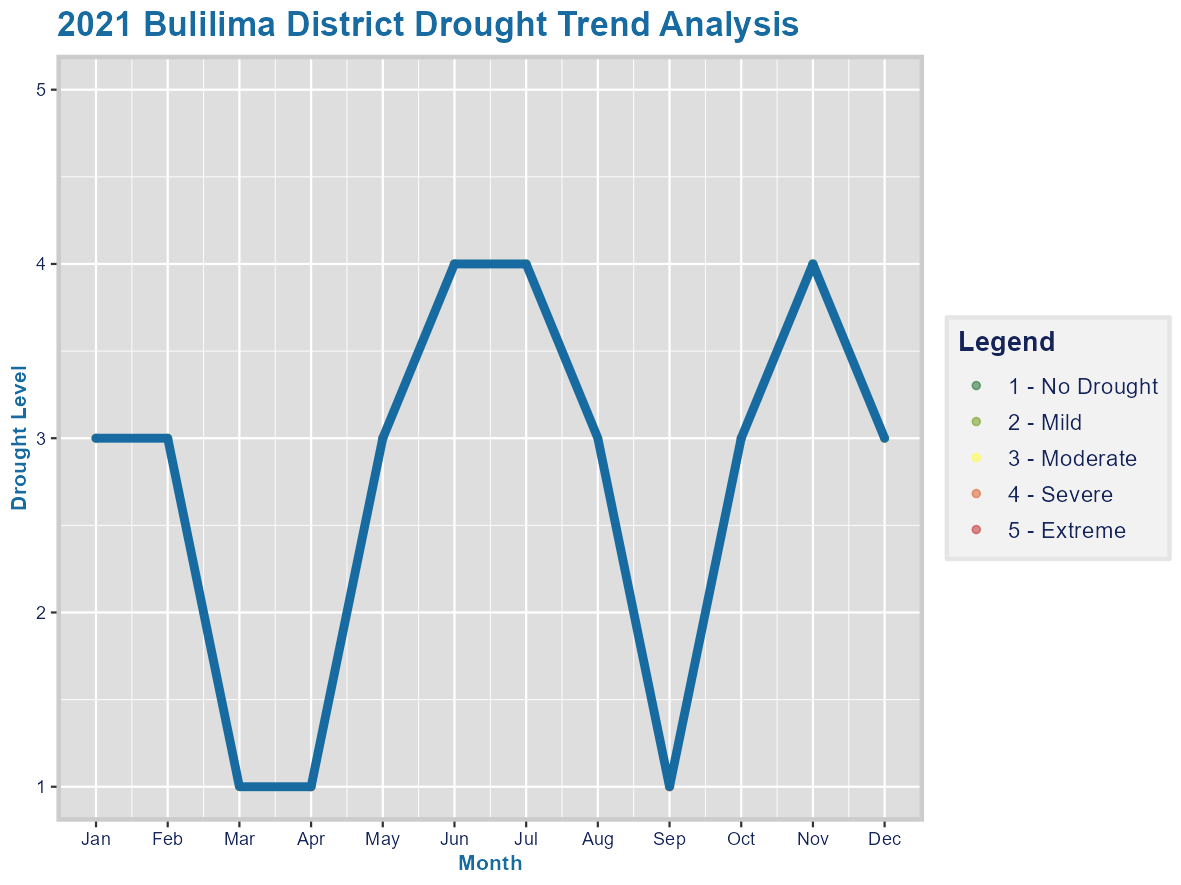 2021 Bulilima District Drought Trend Analysis
5
4
3
2
1
Drought Level
Jan Feb Mar Apr May Jun Jul Aug Sep Oct Nov Dec
Month
Legend
1 - No Drought
2 - Mild
3 - Moderate
4 - Severe
5 - Extreme